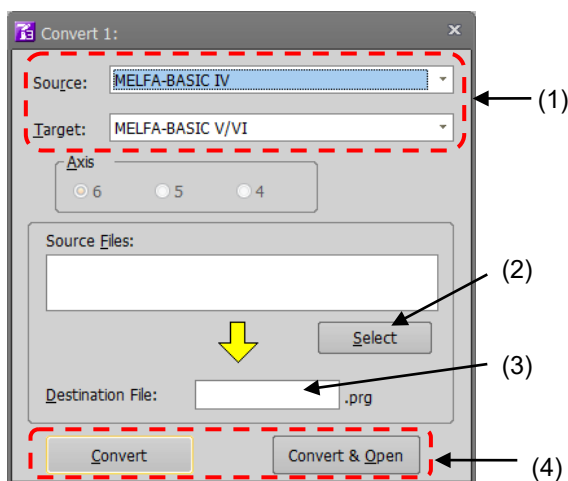 Convert 1:
Source: MELFA-BASIC IV
(1)
Target: MELFA-BASIC V/VI
Axis
6 5 4
Source Files:
(2)
Select
(3)
Destination File: .prg
Convert Convert & Open
(4)